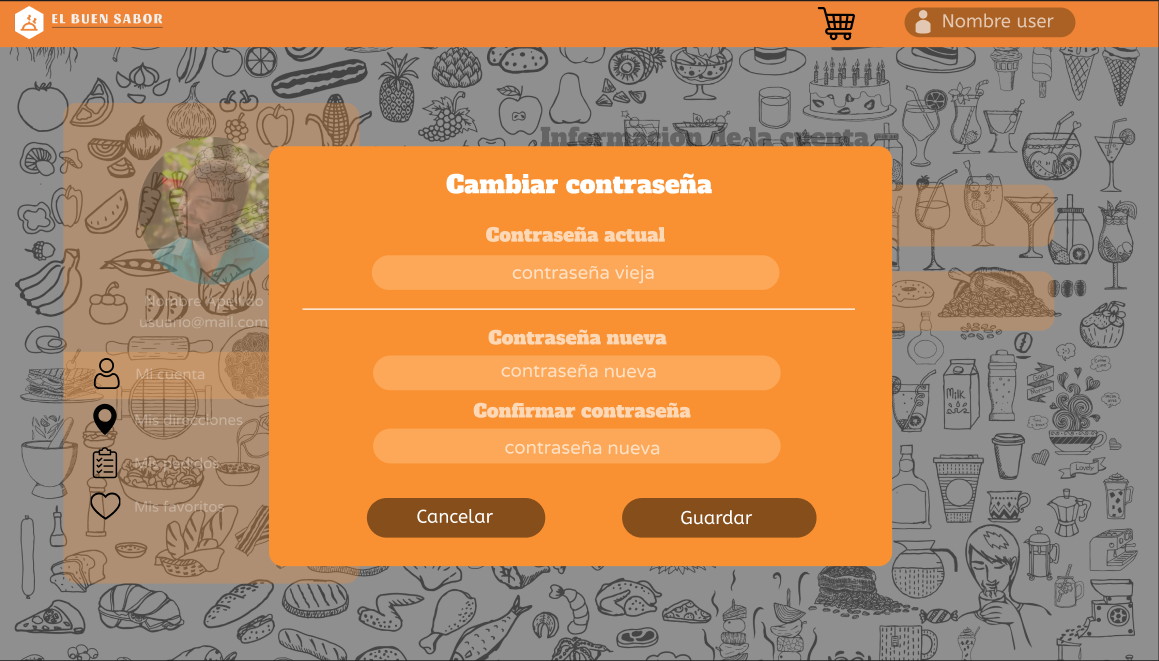 EL BUEN SABOR
Nombre user
Información de la cuenta
Cambiar contraseña
Contraseña actual
contraseña vieja
Contraseña nueva
contraseña nueva
Confirmar contraseña
contraseña nueva
Cancelar
Guardar
Nombre Apellido
usuario@mail.com
Mi cuenta
Mis direcciones
Mis pedidos
Mis favoritos
MILK
Lovely